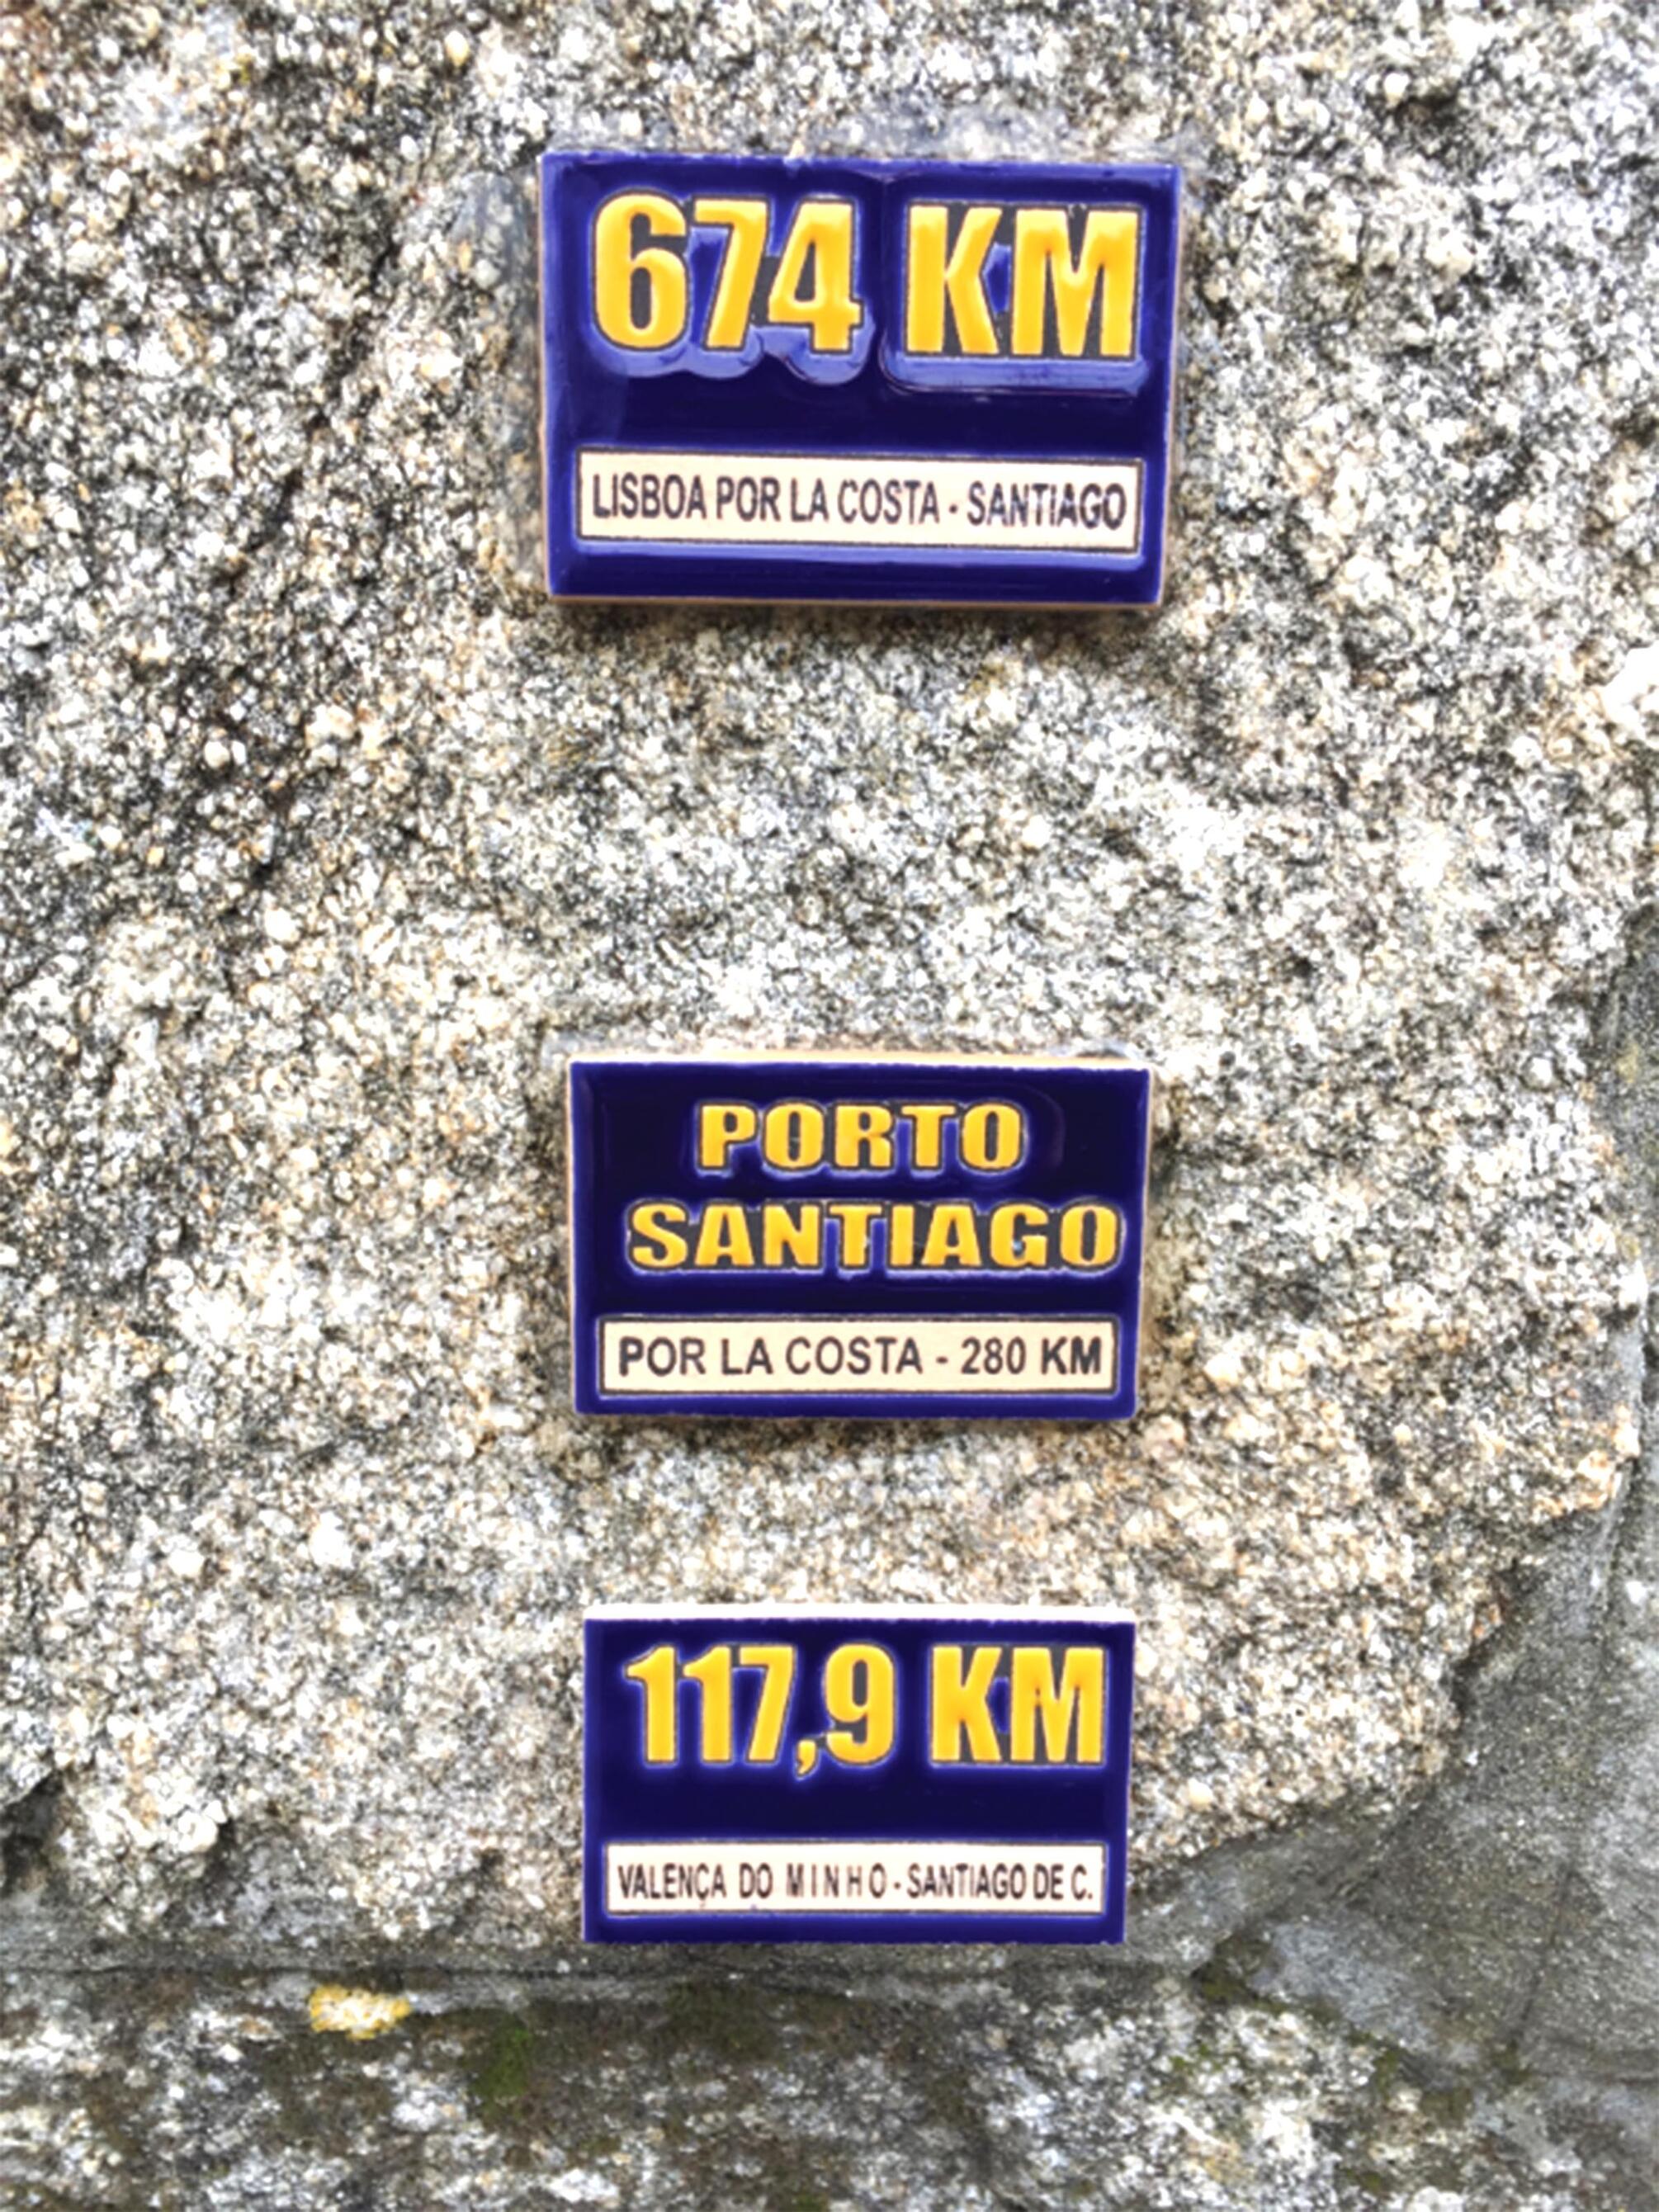 674 KM
LISBOA POR LA COSTA - SANTIAGO
PORTO
SANTIAGO
POR LA COSTA - 280 KM
117,9 KM
VALENÇA DO MINHO - SANTIAGO DE C.